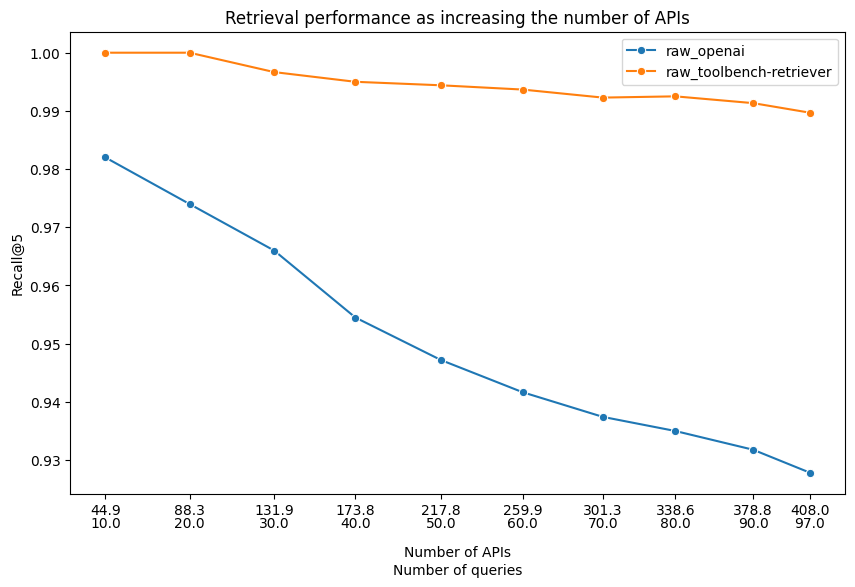 Retrieval performance as increasing the number of APIs
raw_openai
raw_toolbench-retriever
Recall@5
1.00
0.99
0.98
0.97
0.96
0.95
0.94
0.93
44.9 88.3 131.9 173.8 217.8 259.9 301.3 338.6 378.8 408.0
10.0 20.0 30.0 40.0 50.0 60.0 70.0 80.0 90.0 97.0
Number of APIs
Number of queries